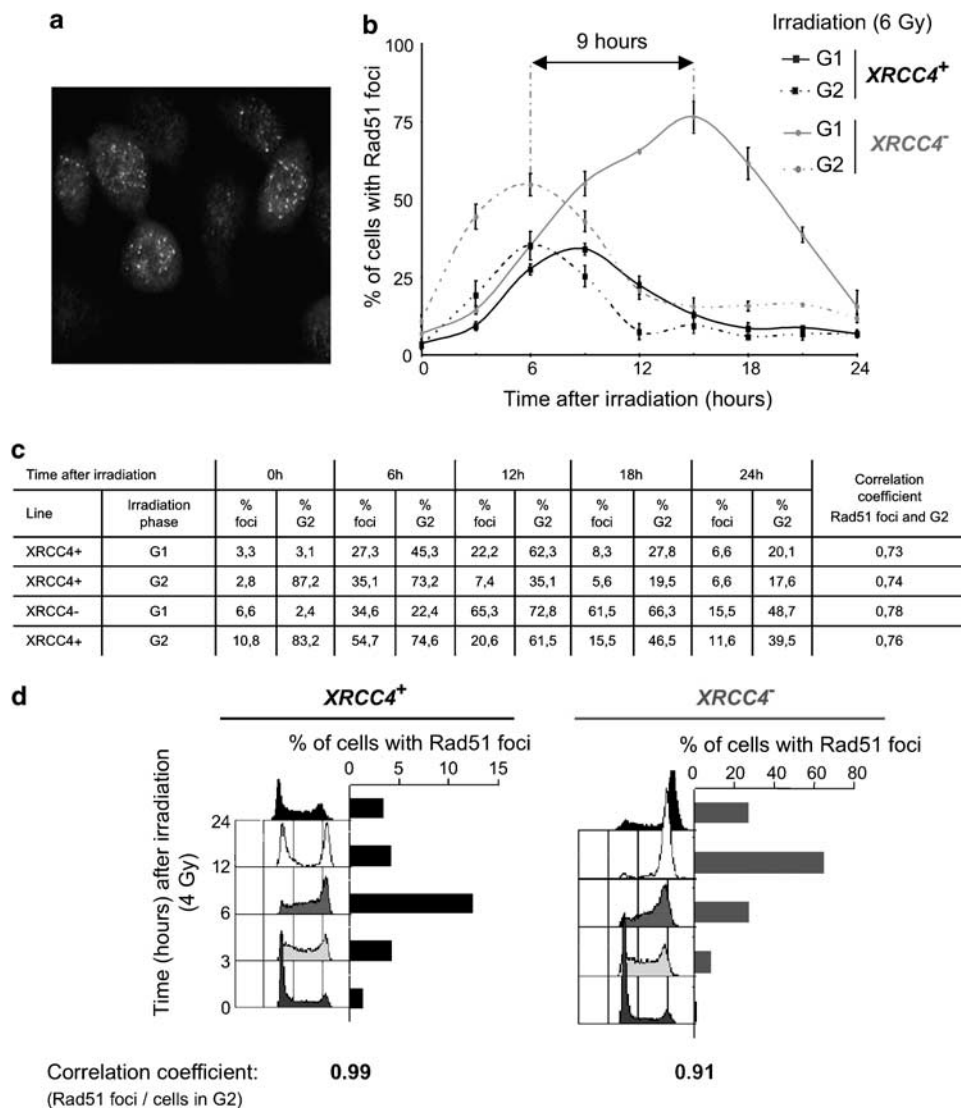 a
b
9 hours
Irradiation (6 Gy)
G1
G2
XRCC4+
G1
G2
XRCC4-
% of cells with Rad51 foci
100
75
50
25
0
0 6 12 18 24
Time after irradiation (hours)
c
Time after irradiation 0h 6h 12h 18h 24h Correlation coefficient Rad51 foci and G2
Line Irradiation phase % foci % G2 % foci % G2 % foci % G2 % foci % G2 % foci % G2
XRCC4+ G1 3,3 3,1 27,3 45,3 22,2 62,3 8,3 27,8 6,6 20,1 0,73
XRCC4+ G2 2,8 87,2 35,1 73,2 7,4 35,1 5,6 19,5 6,6 17,6 0,74
XRCC4- G1 6,6 2,4 34,6 22,4 65,3 72,8 61,5 66,3 15,5 48,7 0,78
XRCC4+ G2 10,8 83,2 54,7 74,6 20,6 61,5 15,5 46,5 11,6 39,5 0,76
d
XRCC4+
% of cells with Rad51 foci
0 5 10 15
Time (hours) after irradiation
(4 Gy)
24
12
6
3
0
XRCC4-
% of cells with Rad51 foci
0 20 40 60 80
Correlation coefficient: 0.99 0.91
(Rad51 foci / cells in G2)